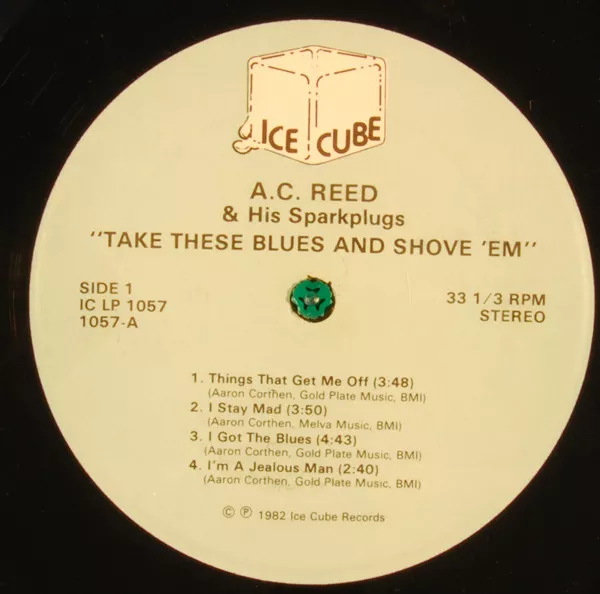 ICE CUBE
A.C. REED
& His Sparkplugs
"TAKE THESE BLUES AND SHOVE 'EM"
SIDE 1
IC LP 1057
1057-A
33 1/3 RPM
STEREO
1. Things That Get Me Off (3:48)
(Aaron Corthen, Gold Plate Music, BMI)
2. I Stay Mad (3:50)
(Aaron Corthen, Melva Music, BMI)
3. I Got The Blues (4:43)
(Aaron Corthen, Gold Plate Music, BMI)
4. I'm A Jealous Man (2:40)
(Aaron Corthen, Gold Plate Music, BMI)
© ℗ 1982 Ice Cube Records